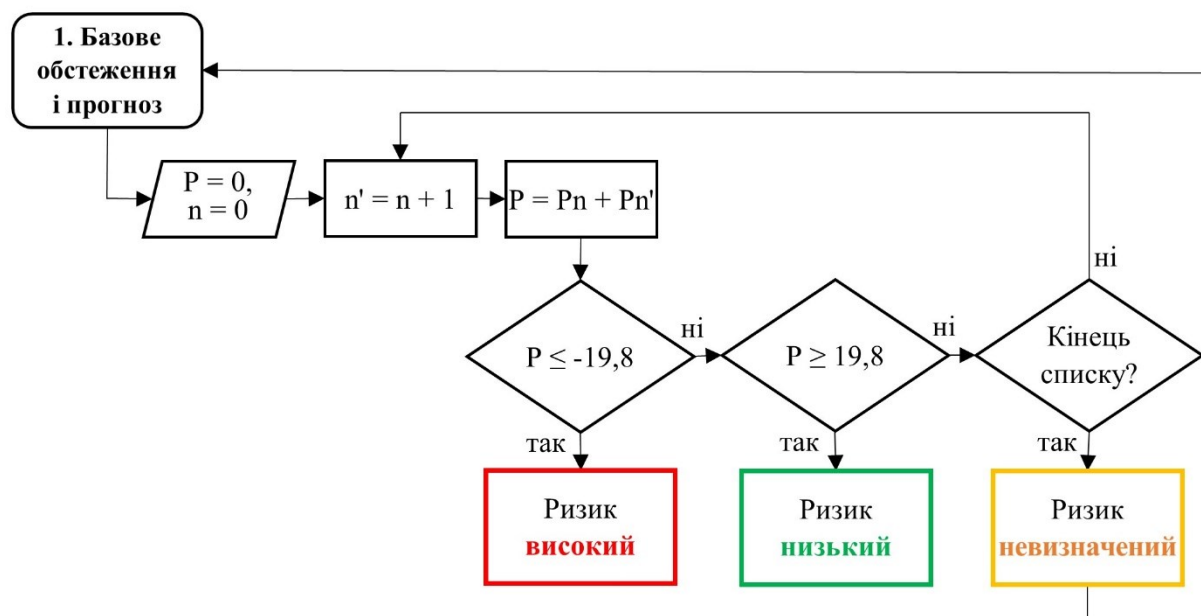 1. Базове
обстеження
і прогноз
P = 0,
n = 0
n' = n + 1
P = Pn + Pn'
ні
P ≤ -19,8
ні
P ≥ 19,8
ні
Кінець
списку?
так
так
так
Ризик
високий
Ризик
низький
Ризик
невизначений